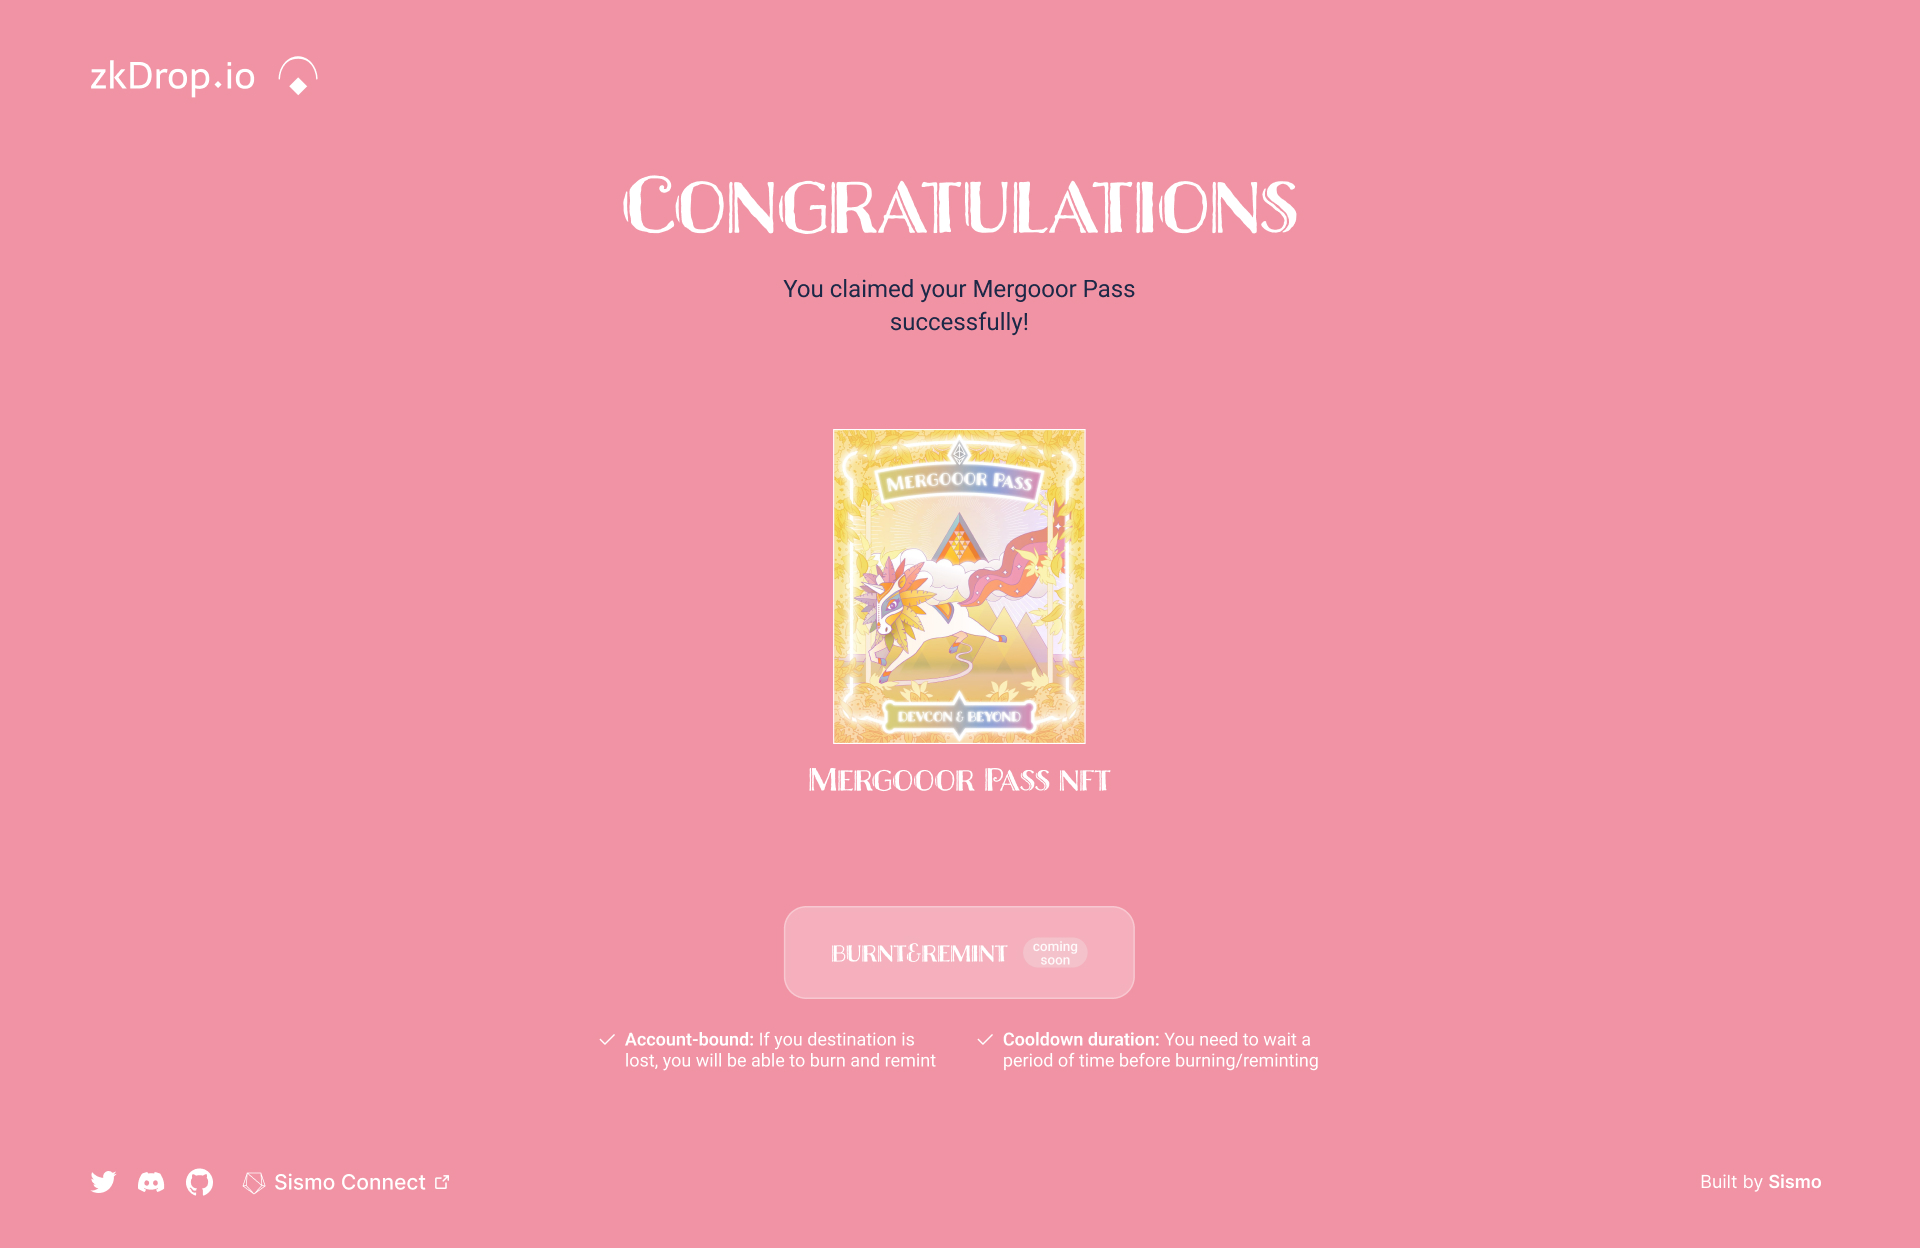 zkDrop.io
Congratulations
You claimed your Mergooor Pass
successfully!
Mergooor Pass
Devcon & Beyond
Mergooor Pass NFT
BURNT&REMINT
coming
soon
Account-bound: If you destination is
lost, you will be able to burn and remint
Cooldown duration: You need to wait a
period of time before burning/reminting
Sismo Connect
Built by Sismo